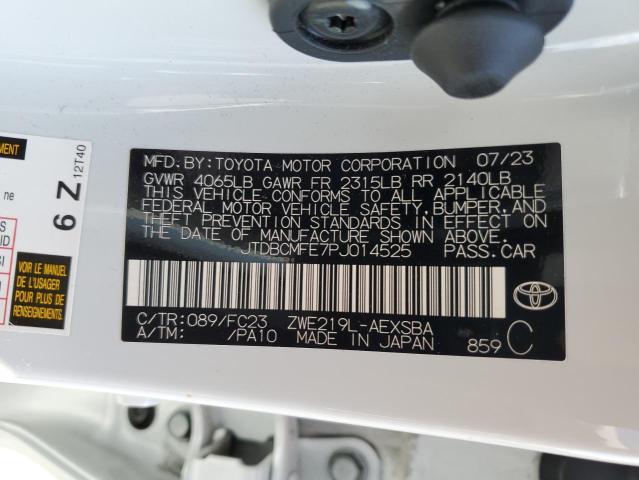 MFD. BY: TOYOTA MOTOR CORPORATION 07/23
GVWR 4065LB GAWR FR 2315LB RR 2140LB
THIS VEHICLE CONFORMS TO ALL APPLICABLE
FEDERAL MOTOR VEHICLE SAFETY, BUMPER, AND
THEFT PREVENTION STANDARDS IN EFFECT ON
THE DATE OF MANUFACTURE SHOWN ABOVE.
JTDBCMFE7PJ014525 PASS. CAR
C/TR: 089/FC23 ZWE219L-AEXSBA
A/TM: /PA10 MADE IN JAPAN 859 C
6 Z 12T40
ne
VOIR LE MANUEL
DE L'USAGER
POUR PLUS DE
RENSEIGNEMENTS